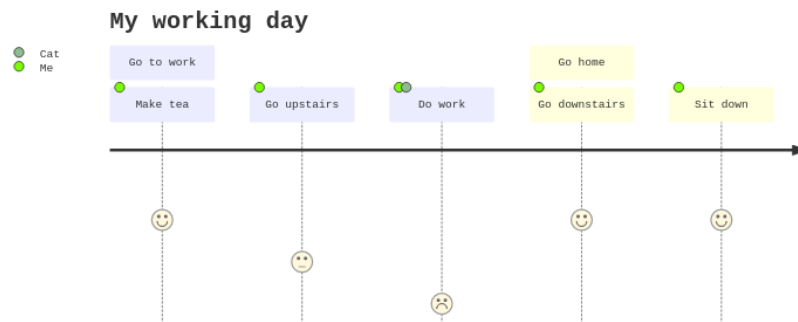 My working day
Cat
Me
Go to work
Go home
Make tea
Go upstairs
Do work
Go downstairs
Sit down